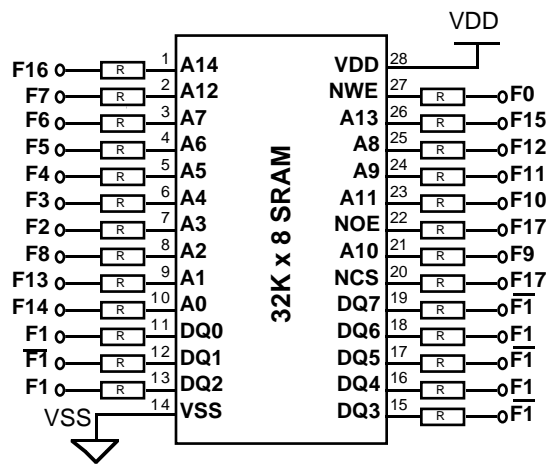 VDD
F16 R 1 A14 VDD 28
F7 R 2 A12 NWE 27 R F0
F6 R 3 A7 A13 26 R F15
F5 R 4 A6 A8 25 R F12
F4 R 5 A5 A9 24 R F11
F3 R 6 A4 A11 23 R F10
F2 R 7 A3 NOE 22 R F17
F8 R 8 A2 A10 21 R F9
F13 R 9 A1 NCS 20 R F17
F14 R 10 A0 DQ7 19 R F̅1̅
F1 R 11 DQ0 DQ6 18 R F1
F̅1̅ R 12 DQ1 DQ5 17 R F̅1̅
F1 R 13 DQ2 DQ4 16 R F1
VSS 14 VSS DQ3 15 R F̅1̅
32K x 8 SRAM